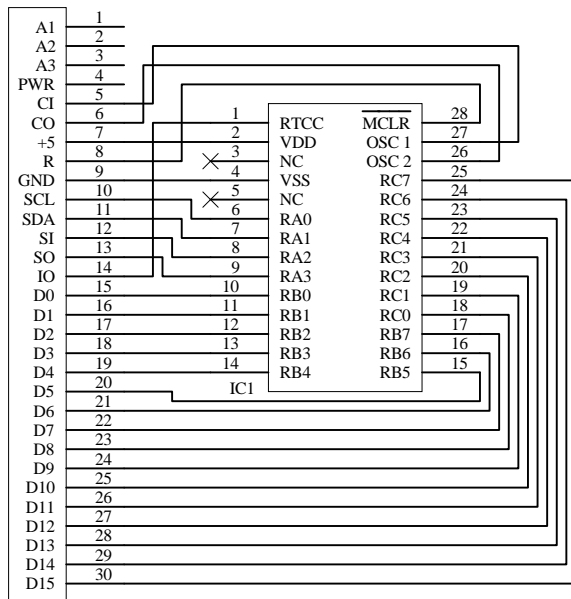 A1 1
A2 2
A3 3
PWR 4
CI 5
CO 6
+5 7
R 8
GND 9
SCL 10
SDA 11
SI 12
SO 13
IO 14
D0 15
D1 16
D2 17
D3 18
D4 19
D5 20
D6 21
D7 22
D8 23
D9 24
D10 25
D11 26
D12 27
D13 28
D14 29
D15 30
1 RTCC MCLR 28
2 VDD OSC 1 27
3 NC OSC 2 26
4 VSS RC7 25
5 NC RC6 24
6 RA0 RC5 23
7 RA1 RC4 22
8 RA2 RC3 21
9 RA3 RC2 20
10 RB0 RC1 19
11 RB1 RC0 18
12 RB2 RB7 17
13 RB3 RB6 16
14 RB4 RB5 15
IC1